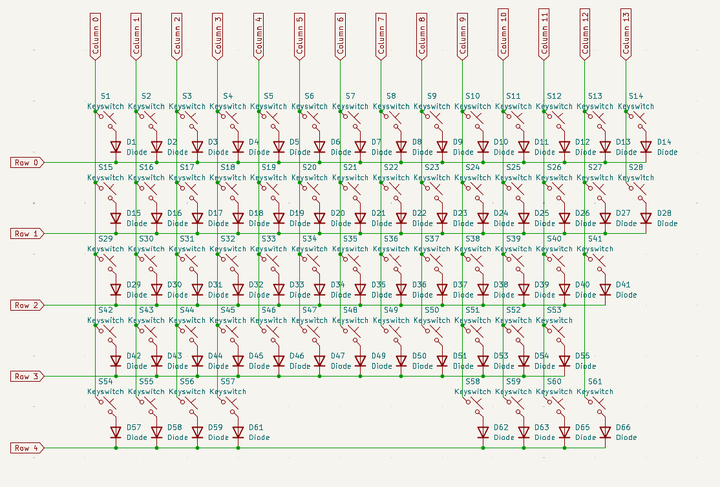 Column 0 Column 1 Column 2 Column 3 Column 4 Column 5 Column 6 Column 7 Column 8 Column 9 Column 10 Column 11 Column 12 Column 13
S1 S2 S3 S4 S5 S6 S7 S8 S9 S10 S11 S12 S13 S14
Keyswitch Keyswitch Keyswitch Keyswitch Keyswitch Keyswitch Keyswitch Keyswitch Keyswitch Keyswitch Keyswitch Keyswitch Keyswitch Keyswitch
D1 D2 D3 D4 D5 D6 D7 D8 D9 D10 D11 D12 D13 D14
Diode Diode Diode Diode Diode Diode Diode Diode Diode Diode Diode Diode Diode Diode
Row 0
S15 S16 S17 S18 S19 S20 S21 S22 S23 S24 S25 S26 S27 S28
Keyswitch Keyswitch Keyswitch Keyswitch Keyswitch Keyswitch Keyswitch Keyswitch Keyswitch Keyswitch Keyswitch Keyswitch Keyswitch Keyswitch
D15 D16 D17 D18 D19 D20 D21 D22 D23 D24 D25 D26 D27 D28
Diode Diode Diode Diode Diode Diode Diode Diode Diode Diode Diode Diode Diode Diode
Row 1
S29 S30 S31 S32 S33 S34 S35 S36 S37 S38 S39 S40 S41
Keyswitch Keyswitch Keyswitch Keyswitch Keyswitch Keyswitch Keyswitch Keyswitch Keyswitch Keyswitch Keyswitch Keyswitch Keyswitch
D29 D30 D31 D32 D33 D34 D35 D36 D37 D38 D39 D40 D41
Diode Diode Diode Diode Diode Diode Diode Diode Diode Diode Diode Diode Diode
Row 2
S42 S43 S44 S45 S46 S47 S48 S49 S50 S51 S52 S53
Keyswitch Keyswitch Keyswitch Keyswitch Keyswitch Keyswitch Keyswitch Keyswitch Keyswitch Keyswitch Keyswitch Keyswitch
D42 D43 D44 D45 D46 D47 D49 D50 D51 D53 D54 D55
Diode Diode Diode Diode Diode Diode Diode Diode Diode Diode Diode Diode
Row 3
S54 S55 S56 S57 S58 S59 S60 S61
Keyswitch Keyswitch Keyswitch Keyswitch Keyswitch Keyswitch Keyswitch Keyswitch
D57 D58 D59 D61 D62 D63 D65 D66
Diode Diode Diode Diode Diode Diode Diode Diode
Row 4